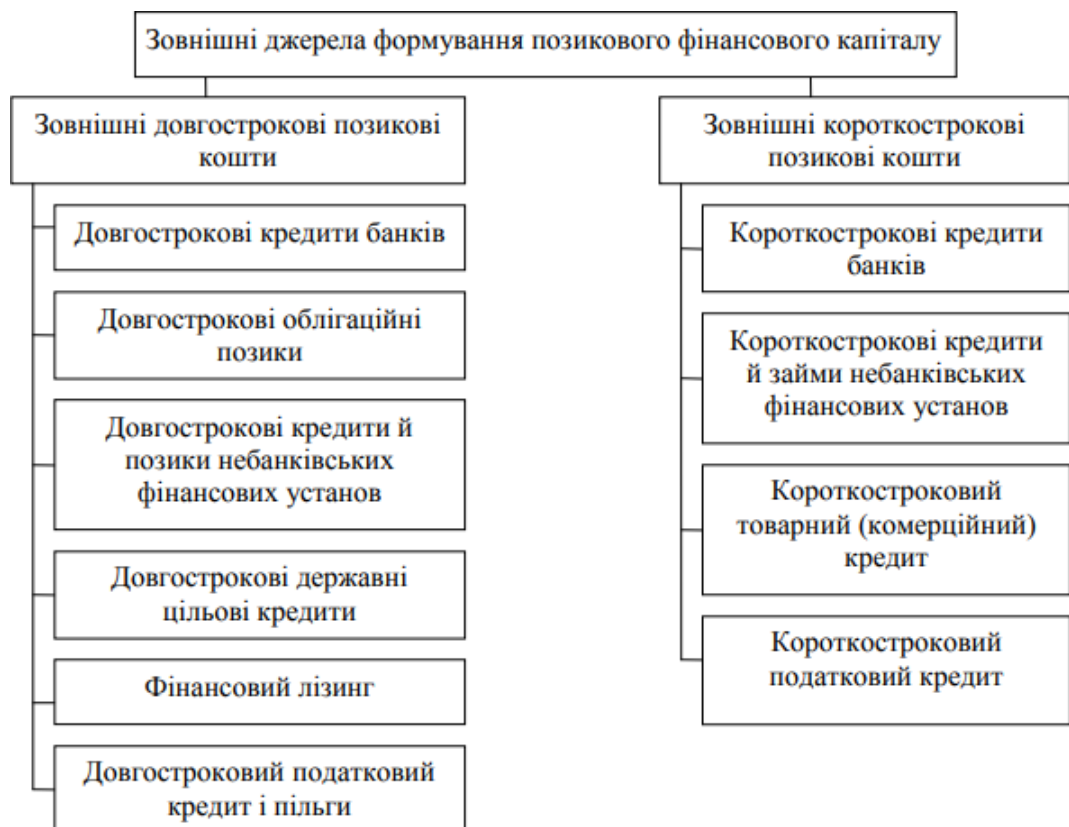 Зовнішні джерела формування позикового фінансового капіталу
Зовнішні довгострокові позикові
кошти
Довгострокові кредити банків
Довгострокові облігаційні
позики
Довгострокові кредити й
позики небанківських
фінансових установ
Довгострокові державні
цільові кредити
Фінансовий лізинг
Довгостроковий податковий
кредит і пільги
Зовнішні короткострокові
позикові кошти
Короткострокові кредити
банків
Короткострокові кредити
й займи небанківських
фінансових установ
Короткостроковий
товарний (комерційний)
кредит
Короткостроковий
податковий кредит